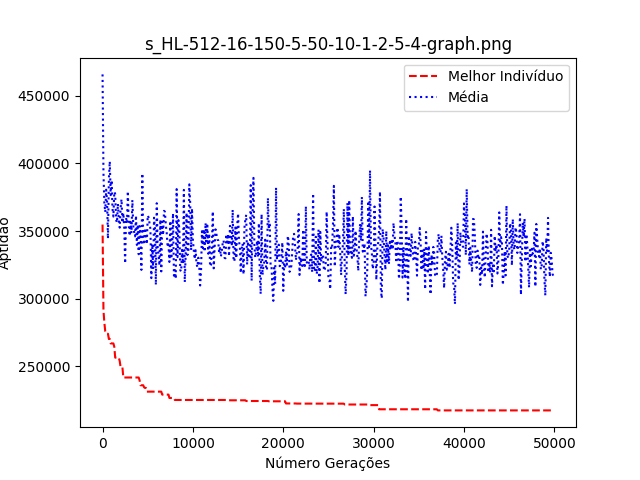 s_HL-512-16-150-5-50-10-1-2-5-4-graph.png
Melhor Indivíduo
Média
450000
400000
350000
300000
250000
Aptidão
0 10000 20000 30000 40000 50000
Número Gerações